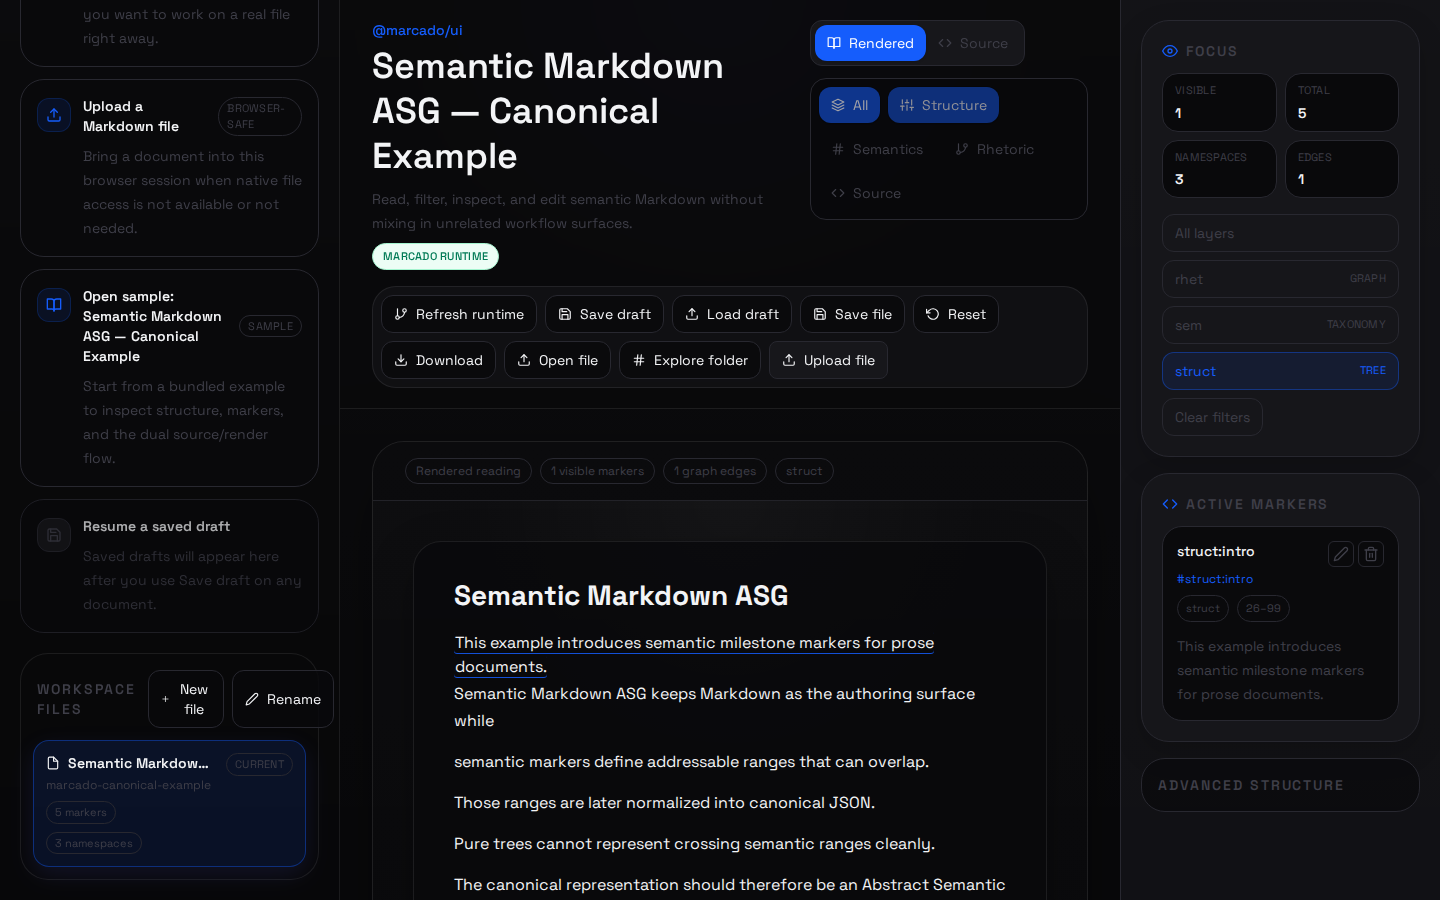 you want to work on a real file
right away.
Upload a
Markdown file
BROWSER-
SAFE
Bring a document into this
browser session when native file
access is not available or not
needed.
Open sample:
Semantic Markdown
ASG — Canonical
Example
SAMPLE
Start from a bundled example
to inspect structure, markers,
and the dual source/render
flow.
Resume a saved draft
Saved drafts will appear here
after you use Save draft on any
document.
WORKSPACE
FILES
New
file
Rename
Semantic Markdow...
CURRENT
marcado-canonical-example
5 markers
3 namespaces
@marcado/ui
Semantic Markdown
ASG — Canonical
Example
Read, filter, inspect, and edit semantic Markdown without
mixing in unrelated workflow surfaces.
MARCADO RUNTIME
Rendered
Source
All
Structure
Semantics
Rhetoric
Source
Refresh runtime
Save draft
Load draft
Save file
Reset
Download
Open file
Explore folder
Upload file
Rendered reading
1 visible markers
1 graph edges
struct
Semantic Markdown ASG
This example introduces semantic milestone markers for prose
documents.
Semantic Markdown ASG keeps Markdown as the authoring surface
while
semantic markers define addressable ranges that can overlap.
Those ranges are later normalized into canonical JSON.
Pure trees cannot represent crossing semantic ranges cleanly.
The canonical representation should therefore be an Abstract Semantic
FOCUS
VISIBLE
1
TOTAL
5
NAMESPACES
3
EDGES
1
All layers
rhet
GRAPH
sem
TAXONOMY
struct
TREE
Clear filters
ACTIVE MARKERS
struct:intro
#struct:intro
struct
26–99
This example introduces
semantic milestone markers
for prose documents.
ADVANCED STRUCTURE